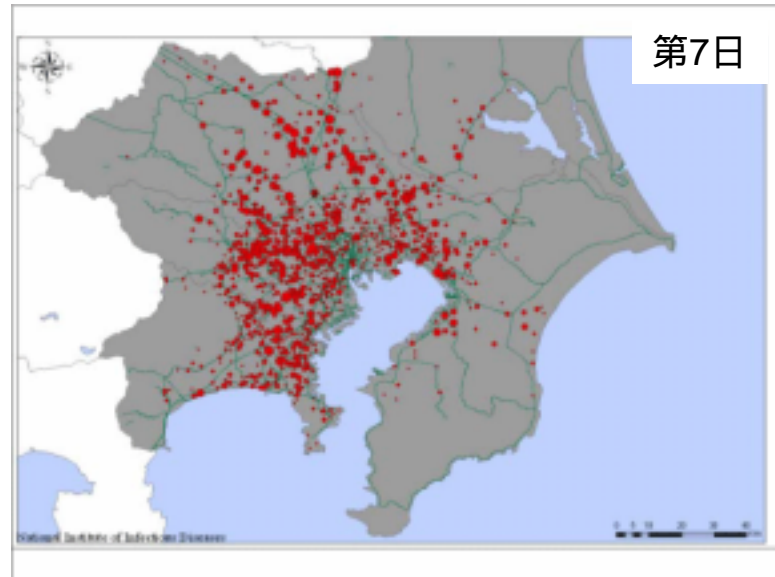 第7日
National Institute of Infectious Diseases